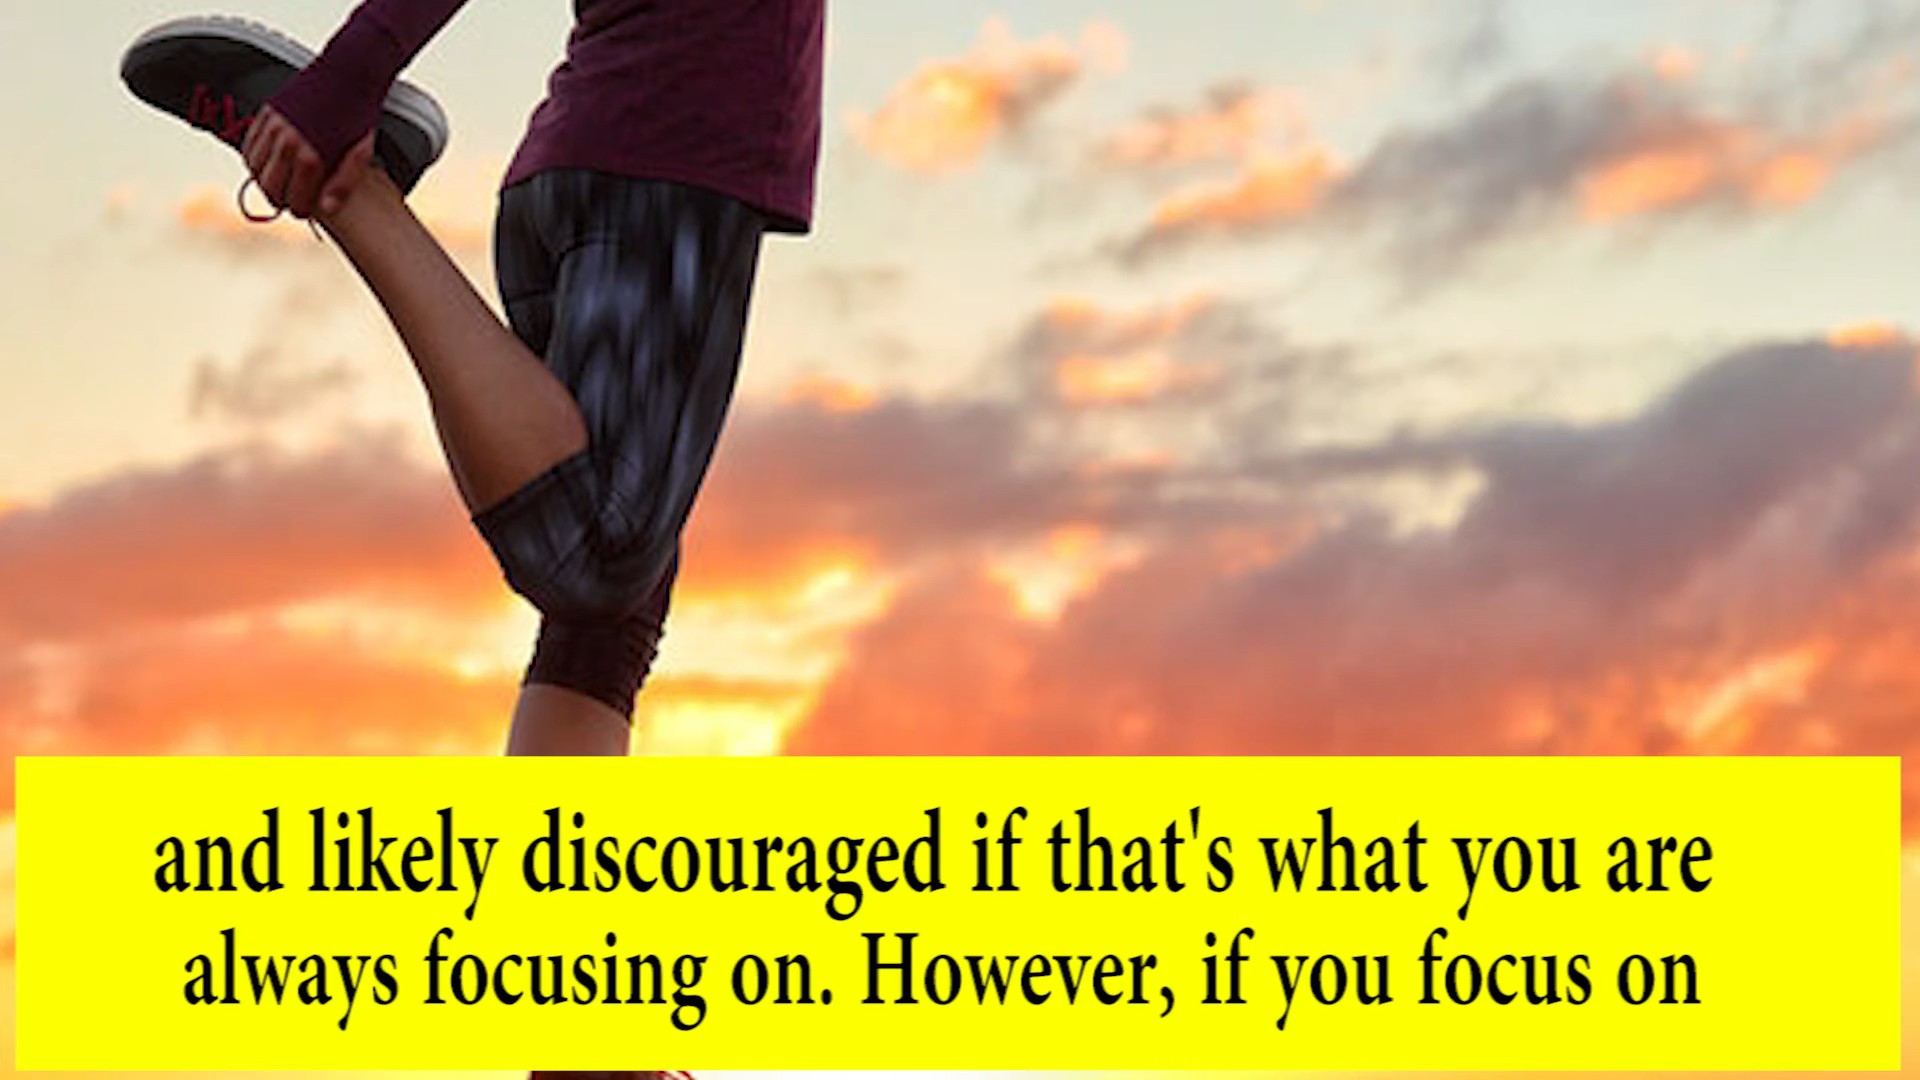 and likely discouraged if that's what you are
always focusing on. However, if you focus on